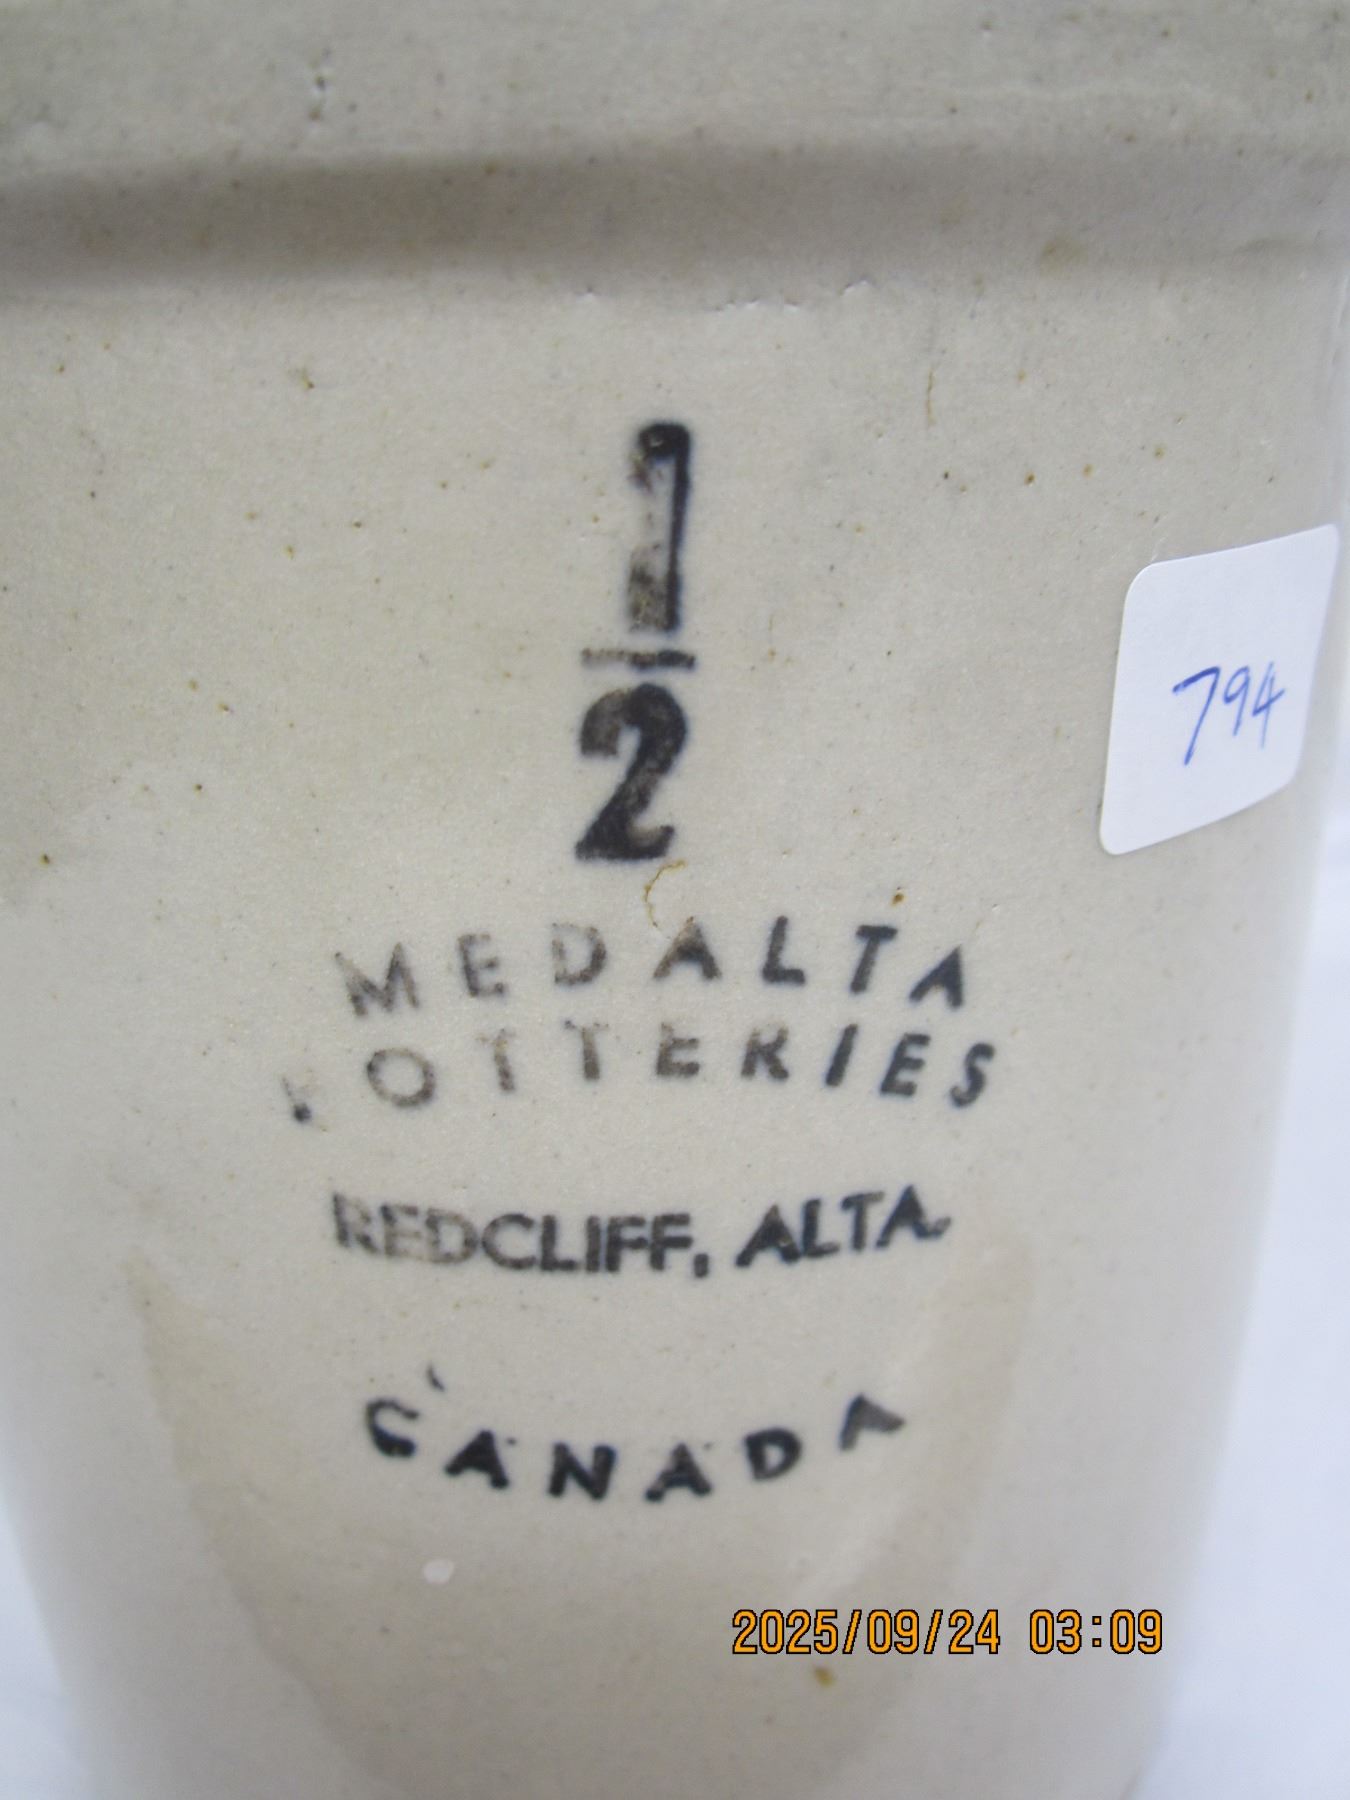 1
2
794
MEDALTA
POTTERIES
REDCLIFF, ALTA.
CANADA
2025/09/24 03:09